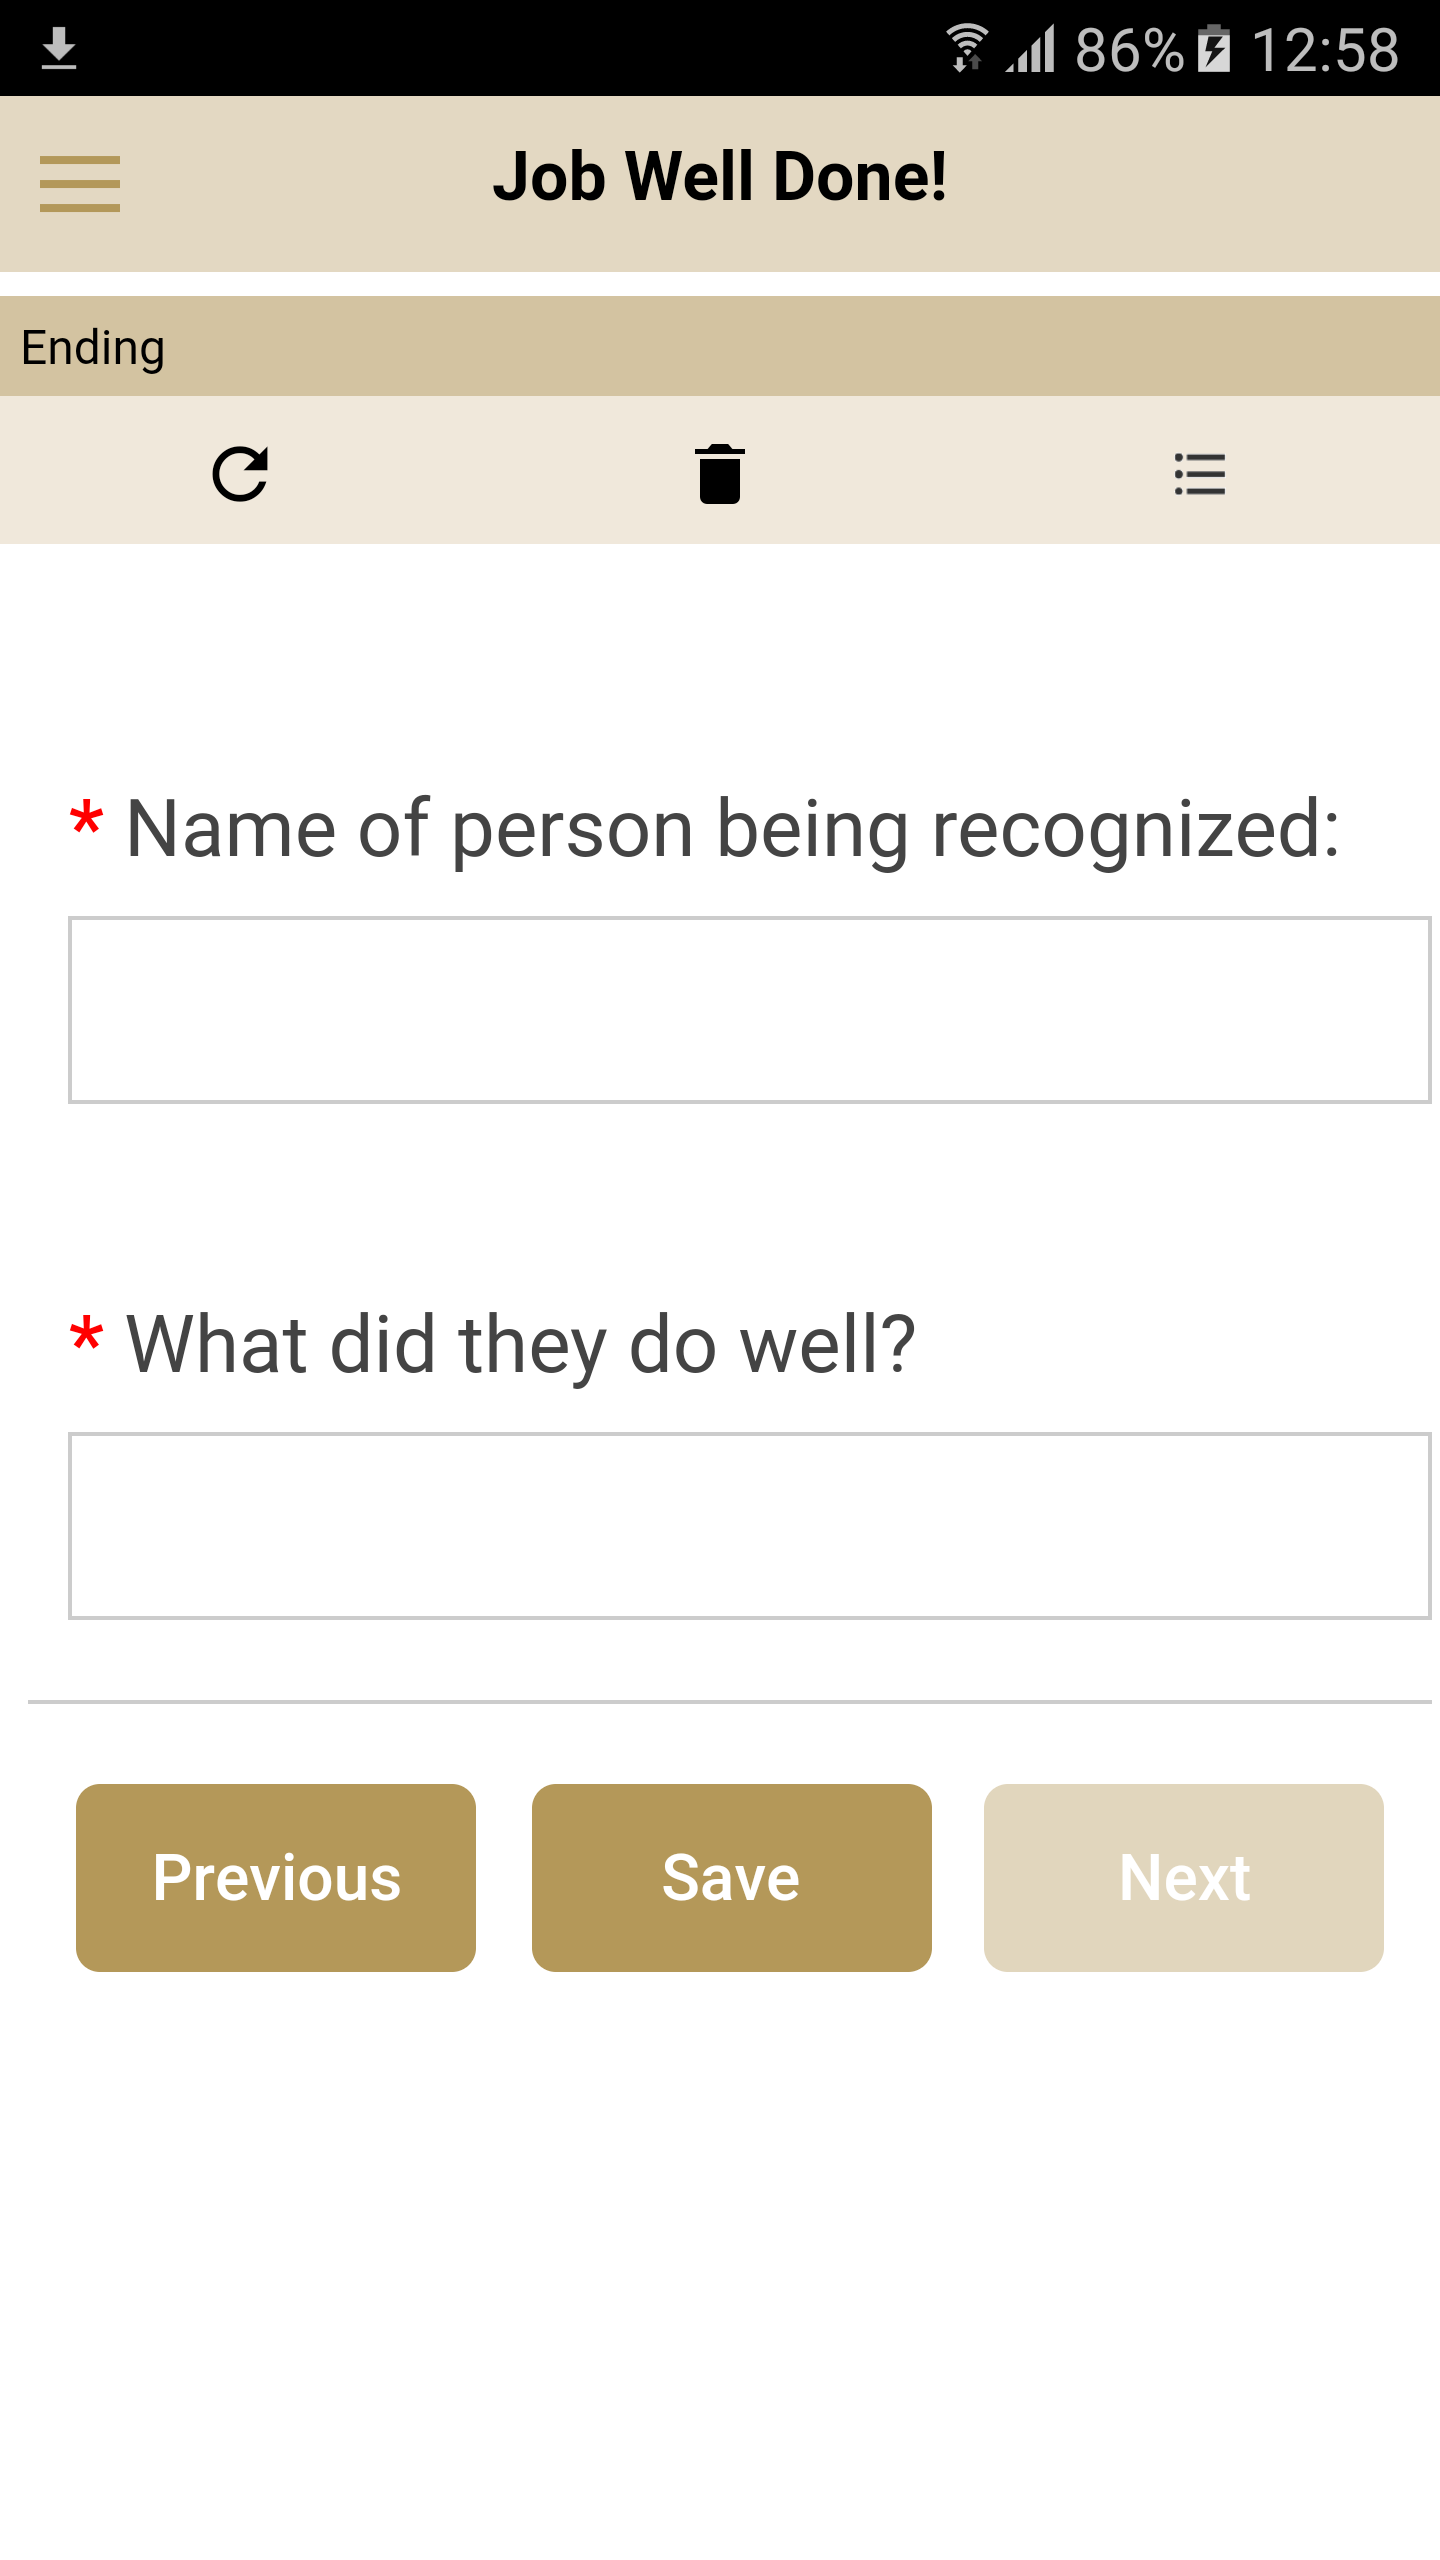 86% 12:58
Job Well Done!
Ending
* Name of person being recognized:
* What did they do well?
Previous Save Next